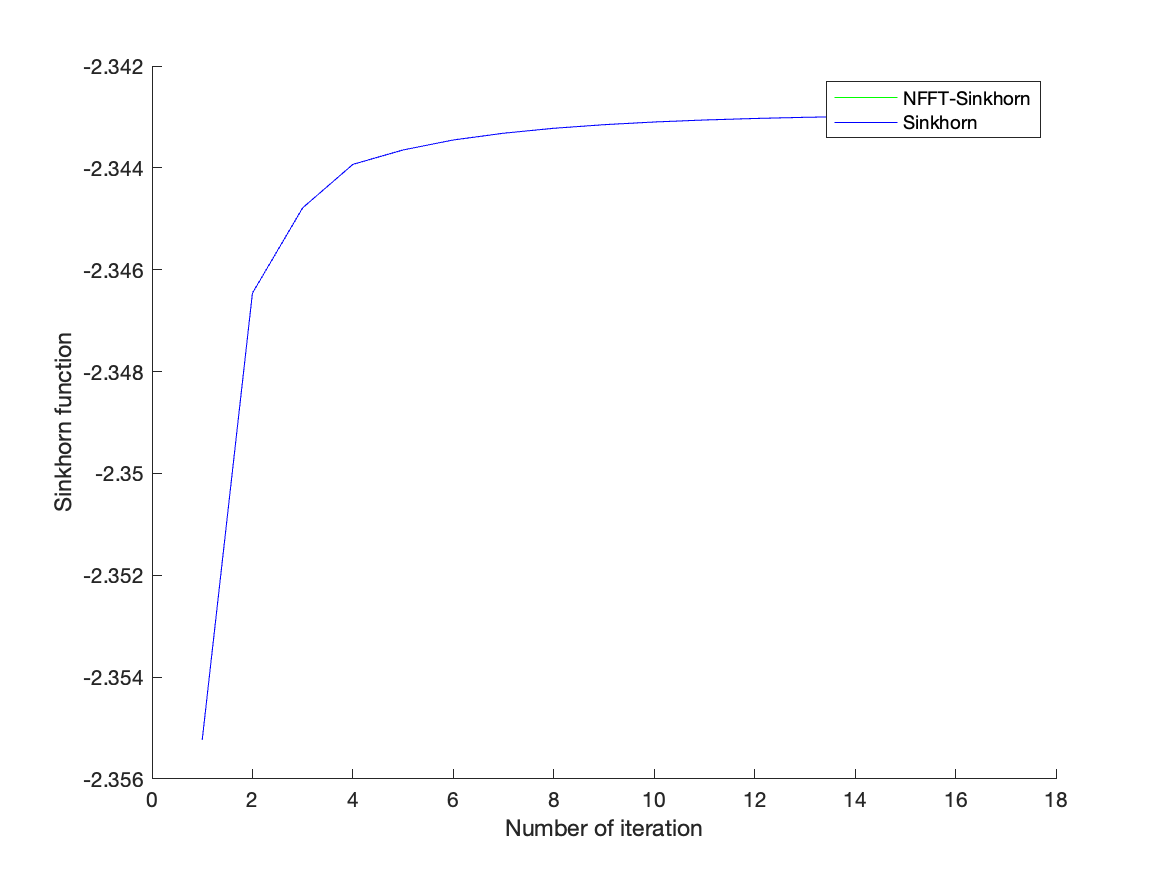 -2.342
-2.344
-2.346
-2.348
-2.35
-2.352
-2.354
-2.356
Sinkhorn function
NFFT-Sinkhorn
Sinkhorn
0 2 4 6 8 10 12 14 16 18
Number of iteration